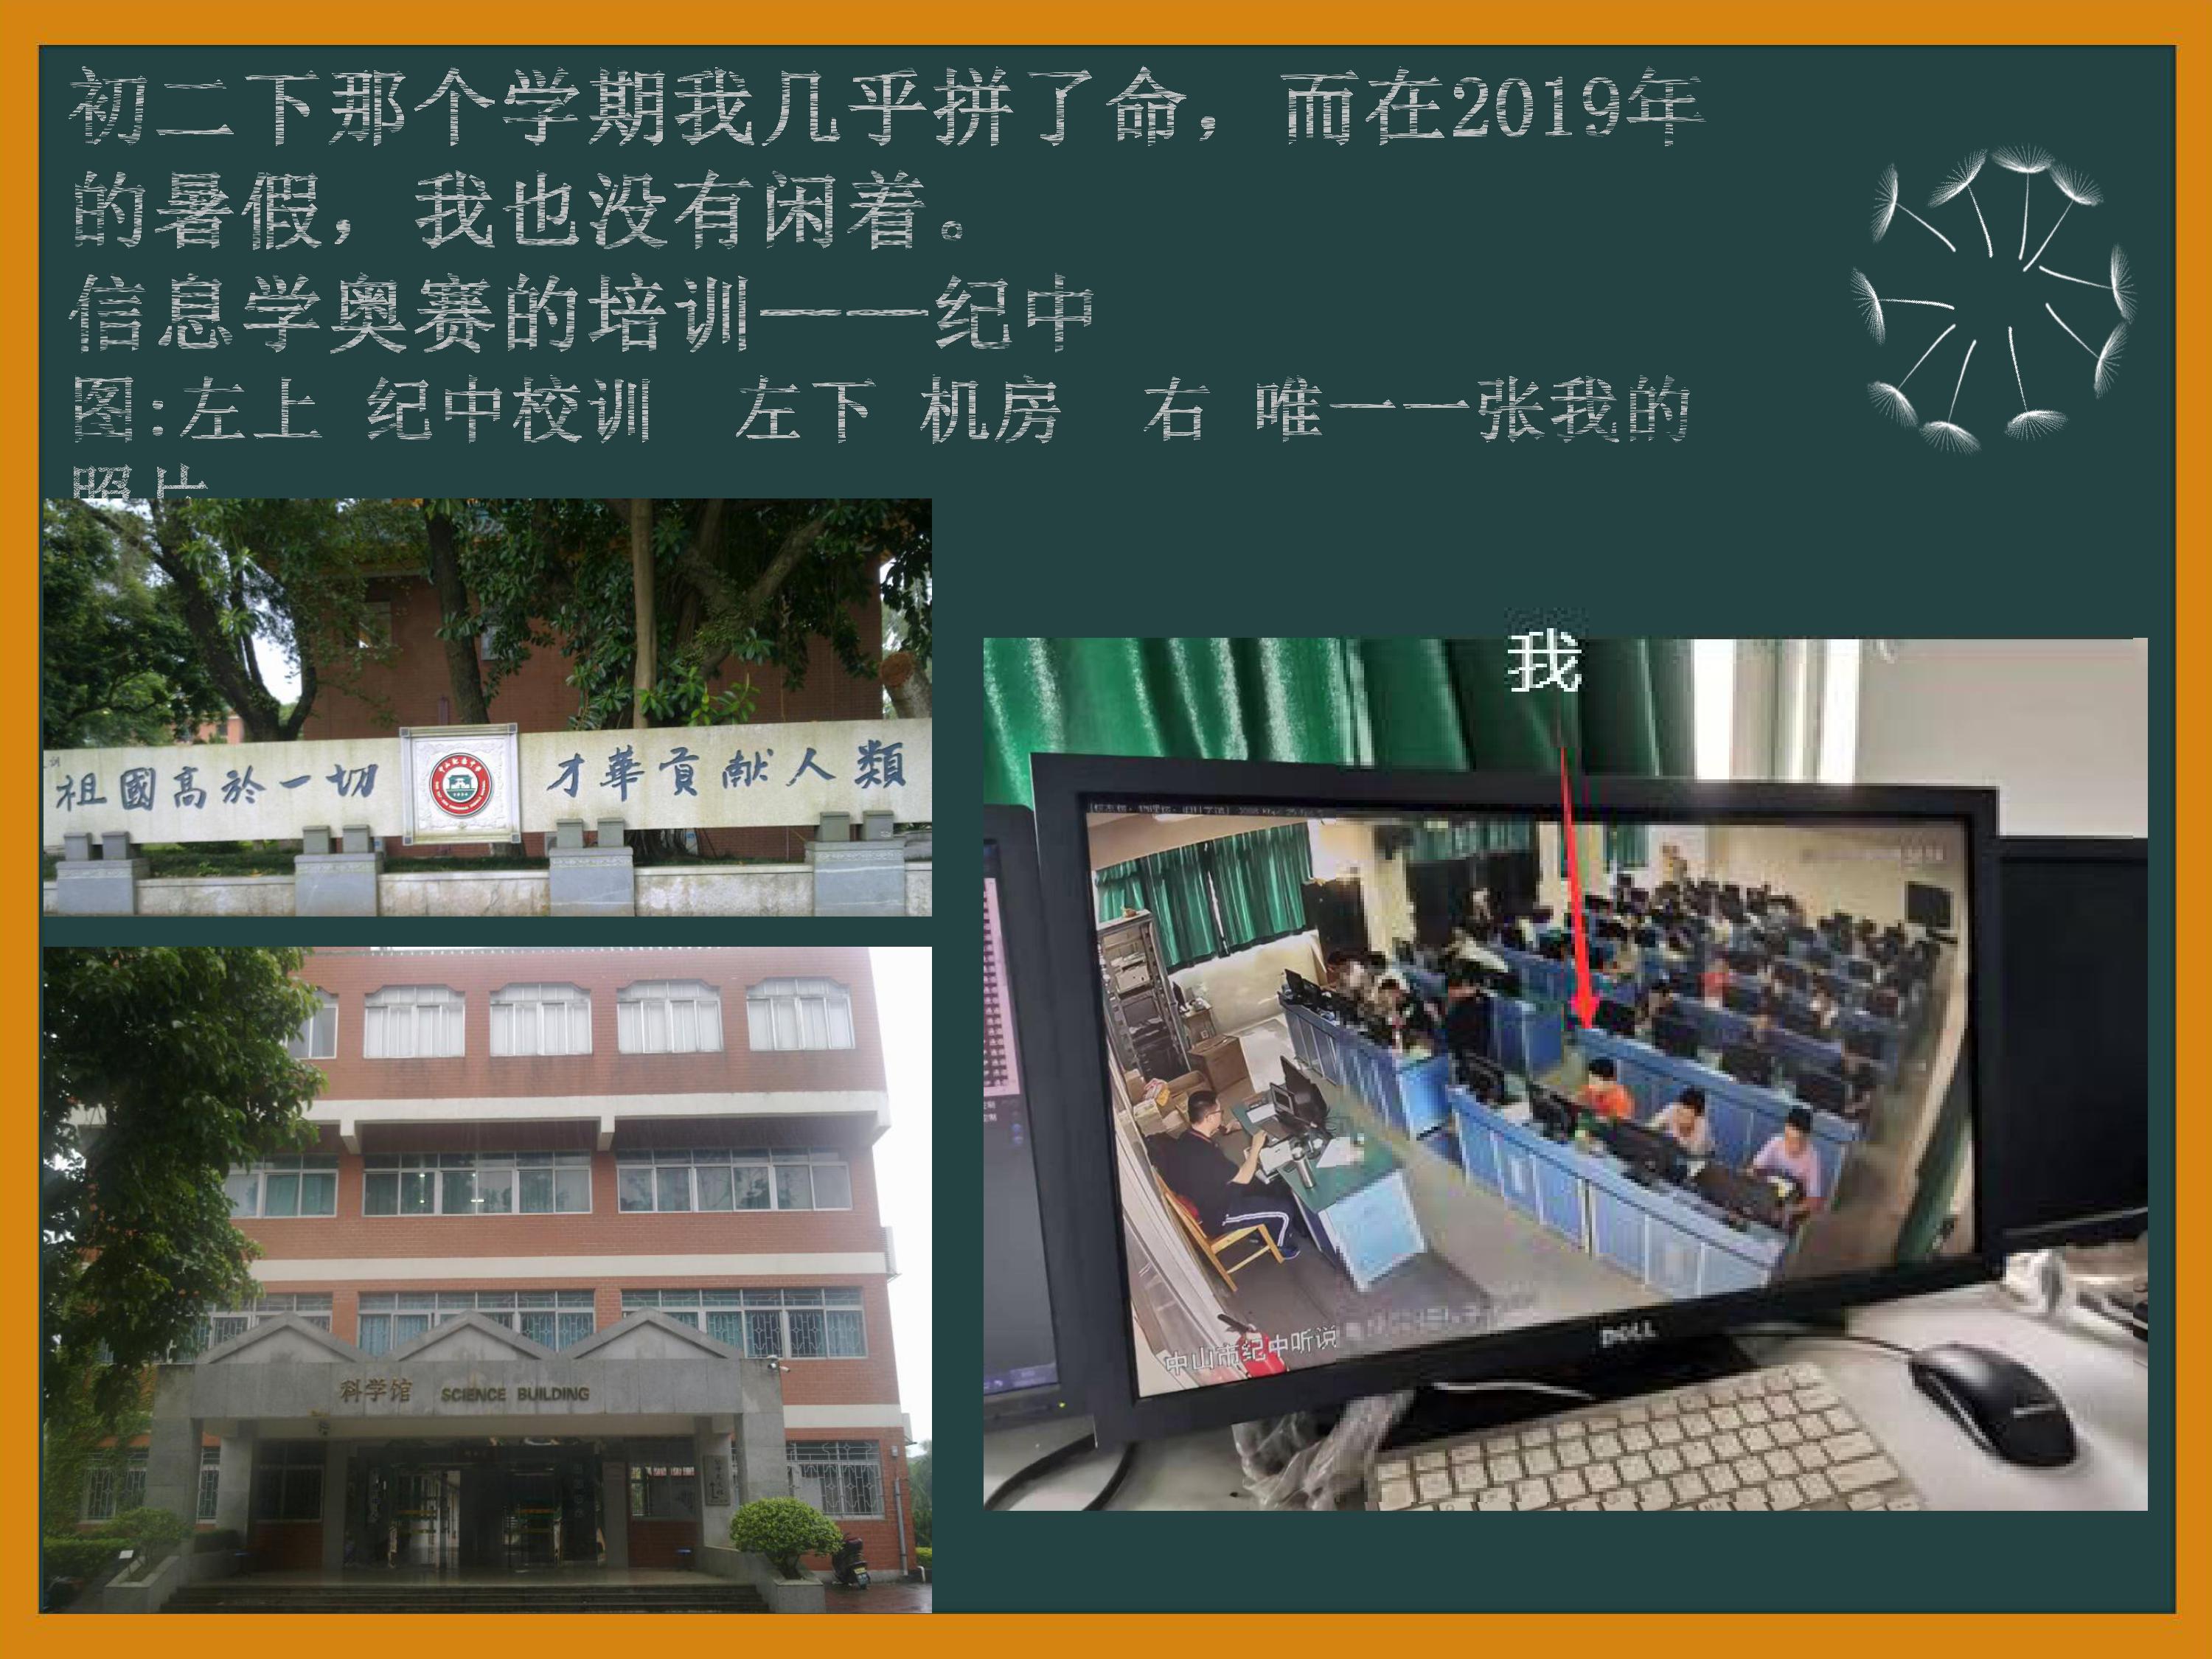 初二下那个学期我几乎拼了命，而在2019年
的暑假，我也没有闲着。
信息学奥赛的培训——纪中
图:左上 纪中校训 左下 机房 右 唯一一张我的
照片
祖國高於一切
才華貢献人類
我
中山市纪中听说
DELL
科学馆 SCIENCE BUILDING